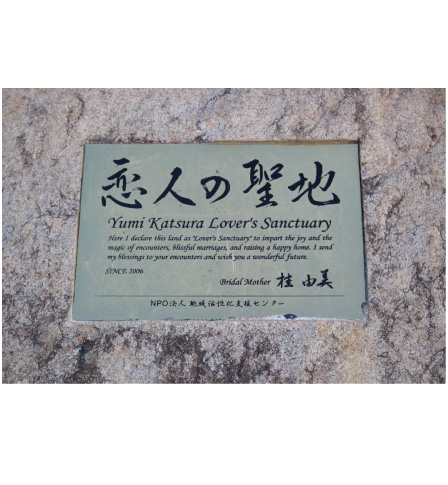 恋人の聖地
Yumi Katsura Lover's Sanctuary
Here I declare this land as "Lover's Sanctuary" to impart the joy and the
magic of encounters, blissful marriages, and raising a happy home. I send
my blessings to your encounters and wish you a wonderful future.
SINCE 2006
Bridal Mother 桂 由美
NPO法人 地域活性化支援センター